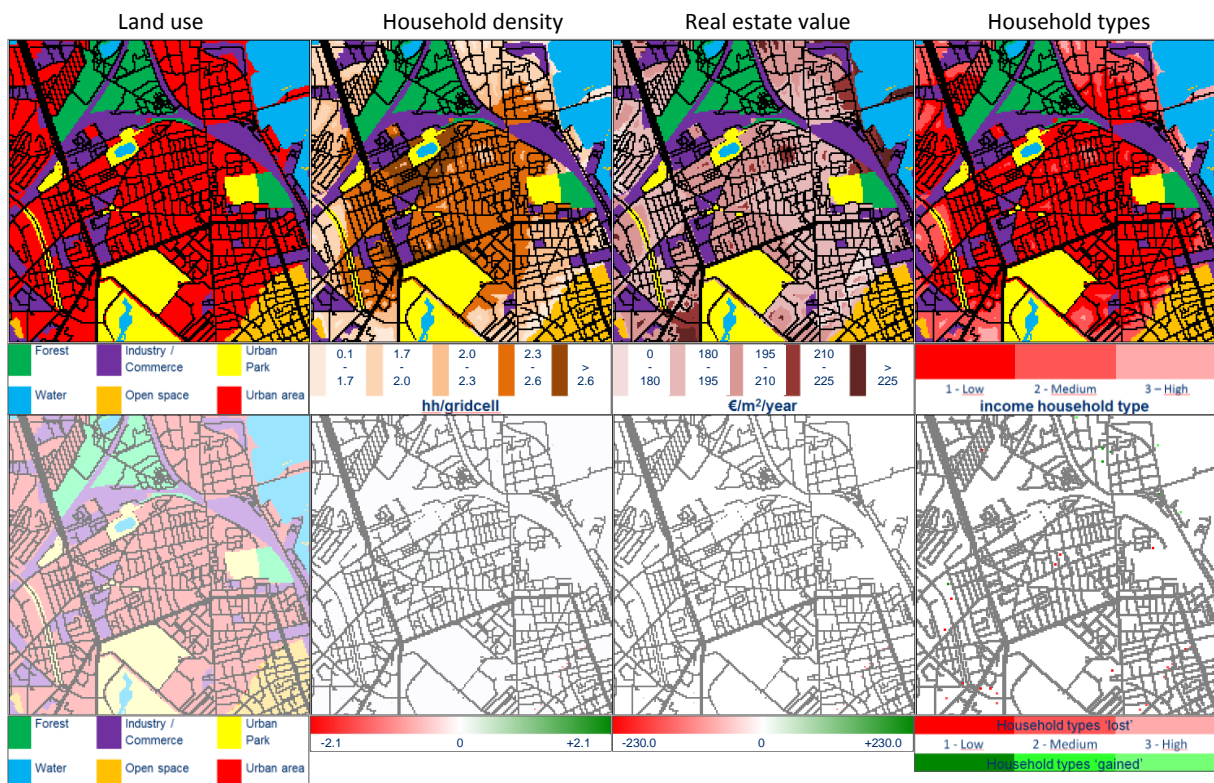 Land use Household density Real estate value Household types
Forest Industry / Commerce Urban Park
Water Open space Urban area
0.1 1.7 2.0 2.3 >
- - - -
1.7 2.0 2.3 2.6 2.6
hh/gridcell
0 180 195 210 >
- - - -
180 195 210 225 225
€/m²/year
1 - Low 2 - Medium 3 – High
income household type
Forest Industry / Commerce Urban Park
Water Open space Urban area
-2.1 0 +2.1
-230.0 0 +230.0
Household types 'lost'
1 - Low 2 - Medium 3 - High
Household types 'gained'